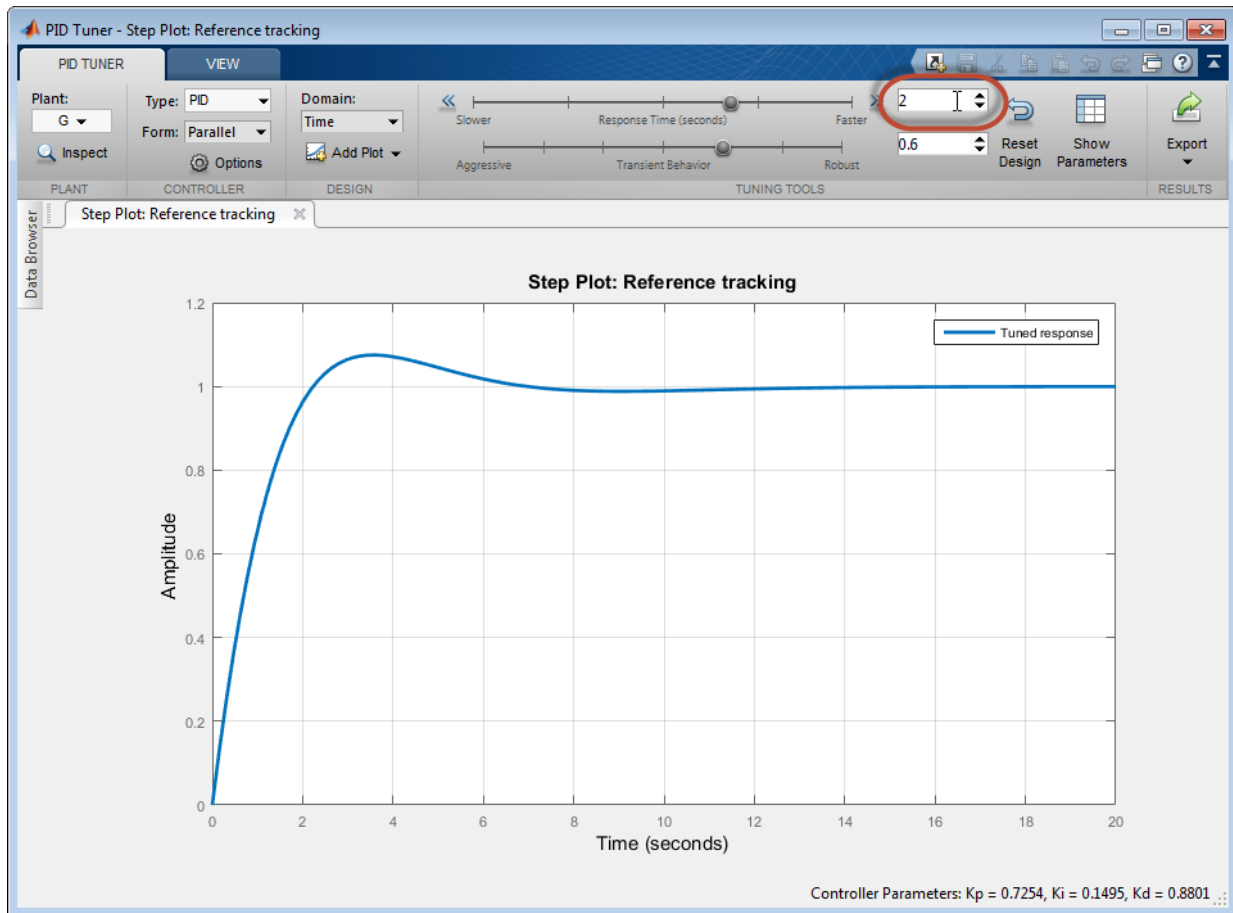 PID Tuner - Step Plot: Reference tracking
PID TUNER
VIEW
Plant:
G
Inspect
PLANT
Type: PID
Form: Parallel
Options
CONTROLLER
Domain:
Time
Add Plot
DESIGN
Slower
Response Time (seconds)
Faster
2
Aggressive
Transient Behavior
Robust
0.6
Reset
Design
Show
Parameters
TUNING TOOLS
Export
RESULTS
Data Browser
Step Plot: Reference tracking
Step Plot: Reference tracking
Tuned response
Amplitude
1.2
1
0.8
0.6
0.4
0.2
0
0 2 4 6 8 10 12 14 16 18 20
Time (seconds)
Controller Parameters: Kp = 0.7254, Ki = 0.1495, Kd = 0.8801